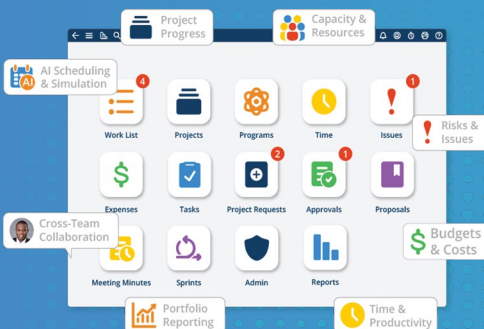 Project
Progress
Capacity &
Resources
AI Scheduling
& Simulation
AI
4
1
Work List
Projects
Programs
Time
Issues
Risks &
Issues
2
1
Expenses
Tasks
Project Requests
Approvals
Proposals
Cross-Team
Collaboration
Budgets
& Costs
Meeting Minutes
Sprints
Admin
Reports
Portfolio
Reporting
Time &
Productivity